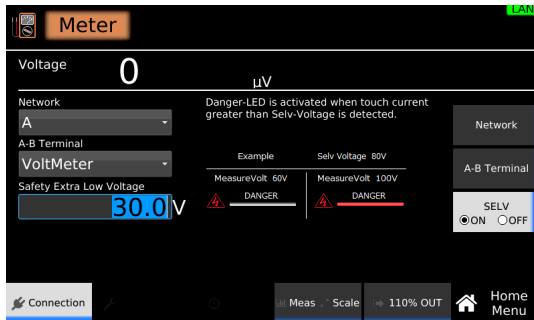 LAN
Meter
Voltage 0 µV
Network
A
A-B Terminal
VoltMeter
Safety Extra Low Voltage
30.0 V
Danger-LED is activated when touch current
greater than Selv-Voltage is detected.
Example Selv Voltage 80V
MeasureVolt 60V MeasureVolt 100V
DANGER DANGER
Network
A-B Terminal
SELV
ON OFF
Connection Meas Scale 110% OUT Home
Menu